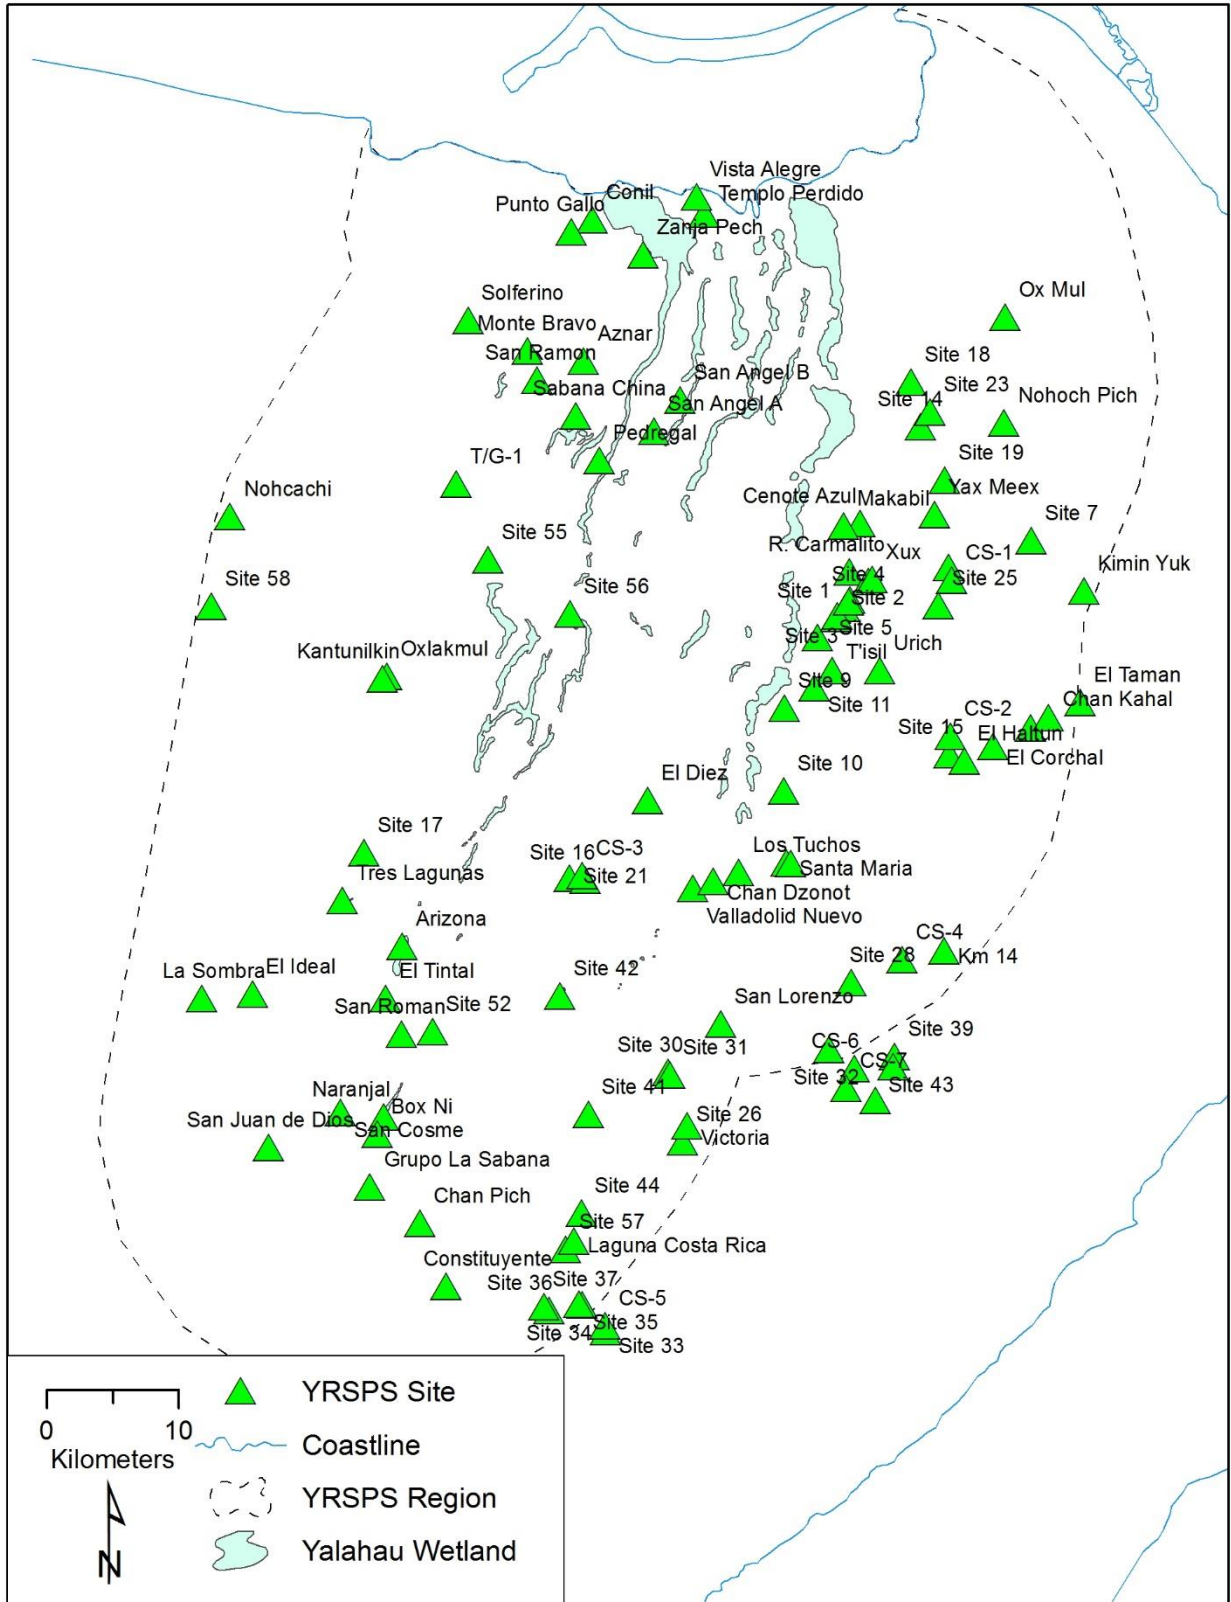 Vista Alegre
Templo Perdido
Conil
Punto Gallo
Zanja Pech
Ox Mul
Solferino
Monte Bravo
Aznar
San Ramon
Site 18
San Angel B
Sabana China
Site 23
Nohoch Pich
San Angel A
Site 14
Pedregal
Site 19
T/G-1
Yax Meex
Nohcachi
Cenote Azul
Makabil
Site 7
R. Carmalito
Xux
CS-1
Site 55
Kimin Yuk
Site 4
Site 25
Site 58
Site 56
Site 1
Site 2
Site 5
Site 3
Urich
Kantunilkin
Oxlakmul
T'isil
El Taman
Site 9
Chan Kahal
Site 11
CS-2
Site 15
El Haltun
El Corchal
Site 10
El Diez
Site 17
Site 16
CS-3
Los Tuchos
Tres Lagunas
Site 21
Santa Maria
Chan Dzonot
Valladolid Nuevo
Arizona
CS-4
Site 28
Km 14
La Sombra
El Ideal
El Tintal
Site 42
San Lorenzo
San Roman
Site 52
Site 39
Site 30
Site 31
CS-6
CS-7
Site 32
Site 43
Site 41
Naranjal
Box Ni
San Juan de Dios
San Cosme
Site 26
Victoria
Grupo La Sabana
Chan Pich
Site 44
Site 57
Laguna Costa Rica
Constituyente
Site 36
Site 37
CS-5
Site 34
Site 35
Site 33
0 10
Kilometers
N
YRSPS Site
Coastline
YRSPS Region
Yalahau Wetland